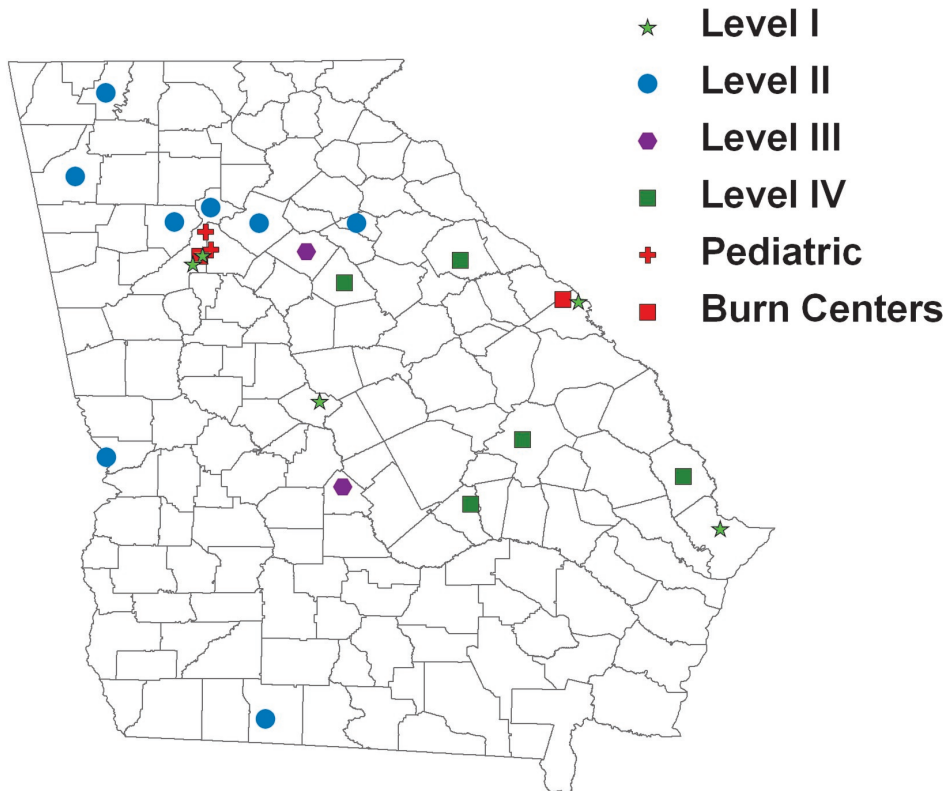 Level I
Level II
Level III
Level IV
Pediatric
Burn Centers